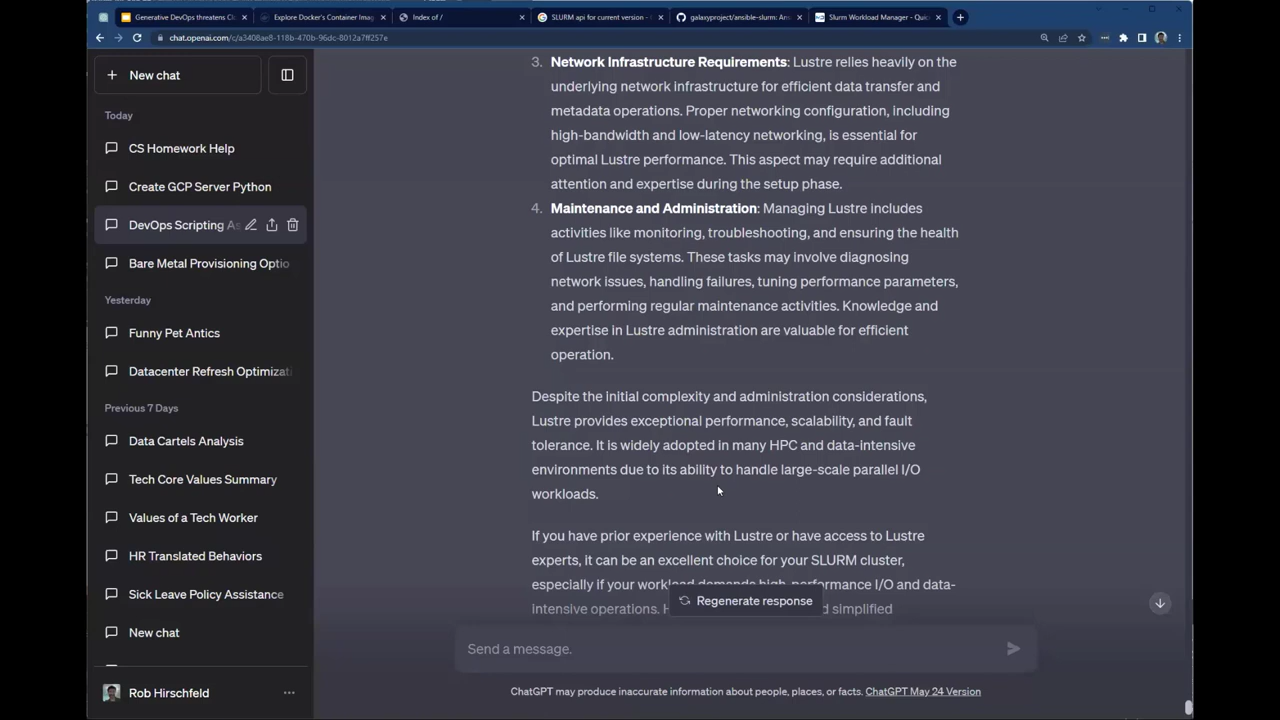 Generative DevOps threatens Cl
Explore Docker's Container Imag
Index of /
SLURM api for current version -
galaxyproject/ansible-slurm: Ans
Slurm Workload Manager - Quic
chat.openai.com/c/a3408ae8-118b-470b-96dc-8012a7ff257e
New chat
Today
CS Homework Help
Create GCP Server Python
DevOps Scripting As
Bare Metal Provisioning Optio
Yesterday
Funny Pet Antics
Datacenter Refresh Optimizati
Previous 7 Days
Data Cartels Analysis
Tech Core Values Summary
Values of a Tech Worker
HR Translated Behaviors
Sick Leave Policy Assistance
New chat
Rob Hirschfeld
3. Network Infrastructure Requirements: Lustre relies heavily on the
underlying network infrastructure for efficient data transfer and
metadata operations. Proper networking configuration, including
high-bandwidth and low-latency networking, is essential for
optimal Lustre performance. This aspect may require additional
attention and expertise during the setup phase.
4. Maintenance and Administration: Managing Lustre includes
activities like monitoring, troubleshooting, and ensuring the health
of Lustre file systems. These tasks may involve diagnosing
network issues, handling failures, tuning performance parameters,
and performing regular maintenance activities. Knowledge and
expertise in Lustre administration are valuable for efficient
operation.
Despite the initial complexity and administration considerations,
Lustre provides exceptional performance, scalability, and fault
tolerance. It is widely adopted in many HPC and data-intensive
environments due to its ability to handle large-scale parallel I/O
workloads.
If you have prior experience with Lustre or have access to Lustre
experts, it can be an excellent choice for your SLURM cluster,
especially if your workload demands high-performance I/O and data-
intensive operations. d simplified
Regenerate response
Send a message.
ChatGPT may produce inaccurate information about people, places, or facts. ChatGPT May 24 Version